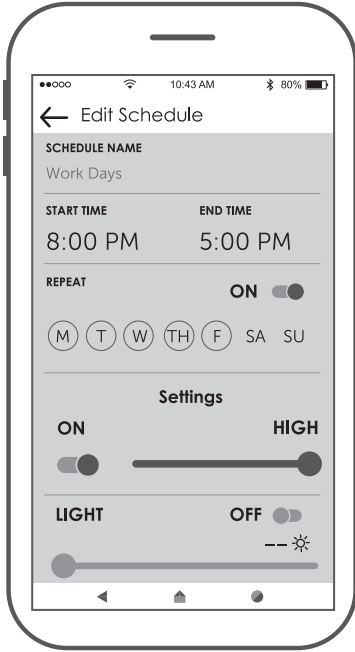 10:43 AM 80%
Edit Schedule
SCHEDULE NAME
Work Days
START TIME END TIME
8:00 PM 5:00 PM
REPEAT
ON
M T W TH F SA SU
Settings
ON HIGH
LIGHT OFF
--